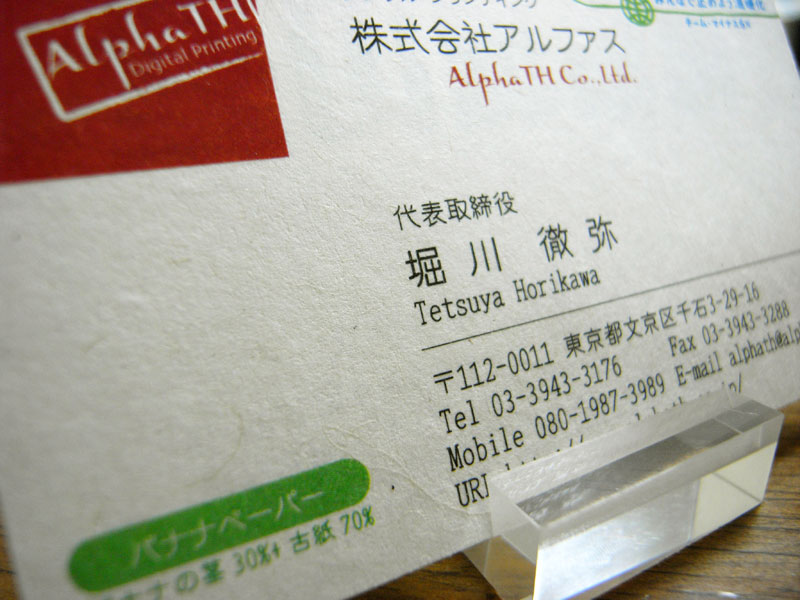 AlphaTH
Digital Printing
株式会社アルファス
AlphaTH Co.,Ltd.
代表取締役
堀川 徹弥
Tetsuya Horikawa
〒112-0011 東京都文京区千石3-29-16
Tel 03-3943-3176 Fax 03-3943-3288
Mobile 080-1987-3989 E-mail alphath@alp
バナナペーパー
ナナの茎 30%+ 古紙 70%